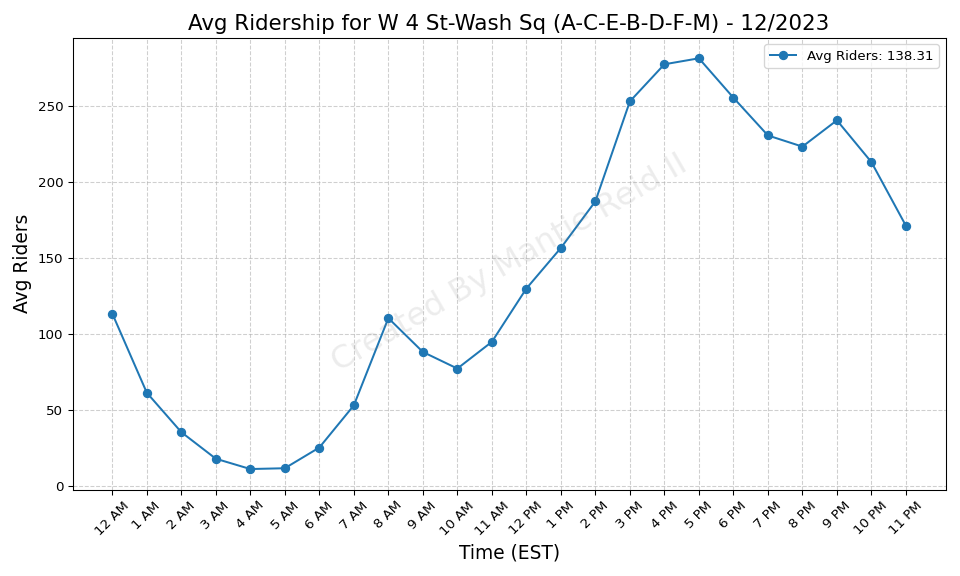 Avg Ridership for W 4 St-Wash Sq (A-C-E-B-D-F-M) - 12/2023
Avg Riders: 138.31
Avg Riders
250
200
150
100
50
0
Created By Mantie Reid II
12 AM
1 AM
2 AM
3 AM
4 AM
5 AM
6 AM
7 AM
8 AM
9 AM
10 AM
11 AM
12 PM
1 PM
2 PM
3 PM
4 PM
5 PM
6 PM
7 PM
8 PM
9 PM
10 PM
11 PM
Time (EST)